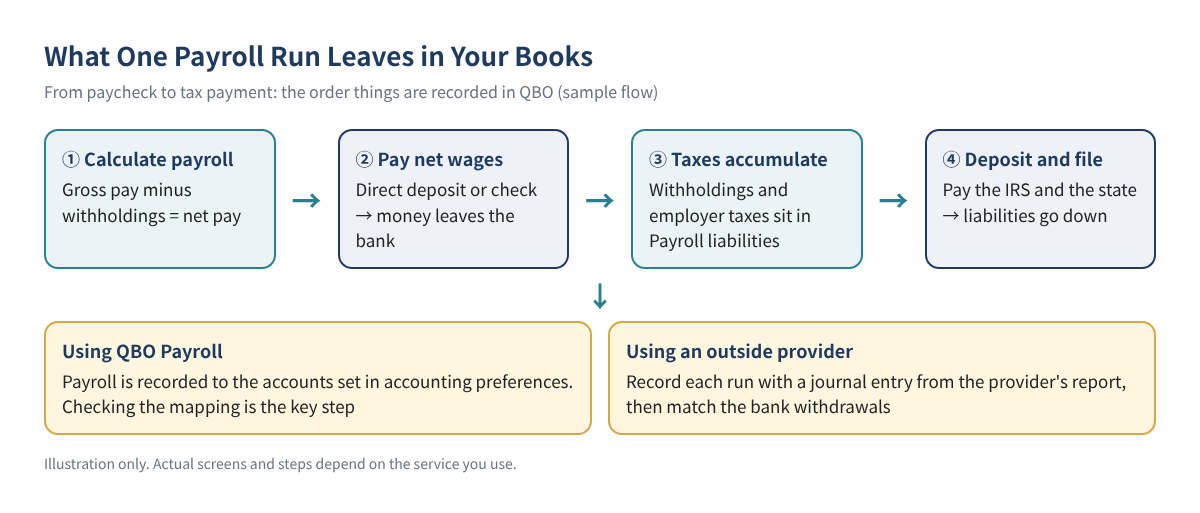 What One Payroll Run Leaves in Your Books
From paycheck to tax payment: the order things are recorded in QBO (sample flow)
① Calculate payroll
Gross pay minus
withholdings = net pay
→
② Pay net wages
Direct deposit or check
→ money leaves the
bank
→
③ Taxes accumulate
Withholdings and
employer taxes sit in
Payroll liabilities
→
④ Deposit and file
Pay the IRS and the state
→ liabilities go down
↓
Using QBO Payroll
Payroll is recorded to the accounts set in accounting preferences.
Checking the mapping is the key step
Using an outside provider
Record each run with a journal entry from the provider's report,
then match the bank withdrawals
Illustration only. Actual screens and steps depend on the service you use.